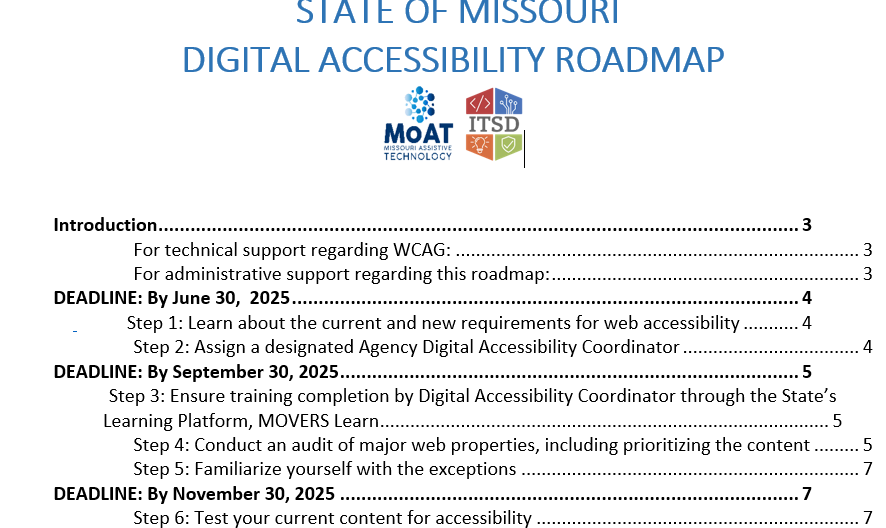 STATE OF MISSOURI
DIGITAL ACCESSIBILITY ROADMAP
MoAT
MISSOURI ASSISTIVE
TECHNOLOGY
</>
ITSD
Introduction.......................................................................................................................... 3
For technical support regarding WCAG: ............................................................................. 3
For administrative support regarding this roadmap:.......................................................... 3
DEADLINE: By June 30,  2025................................................................................................ 4
Step 1: Learn about the current and new requirements for web accessibility .......... 4
Step 2: Assign a designated Agency Digital Accessibility Coordinator .................................. 4
DEADLINE: By September 30, 2025....................................................................................... 5
Step 3: Ensure training completion by Digital Accessibility Coordinator through the State’s
Learning Platform, MOVERS Learn....................................................................................... 5
Step 4: Conduct an audit of major web properties, including prioritizing the content ......... 5
Step 5: Familiarize yourself with the exceptions ................................................................ 7
DEADLINE: By November 30, 2025 ....................................................................................... 7
Step 6: Test your current content for accessibility ............................................................. 7